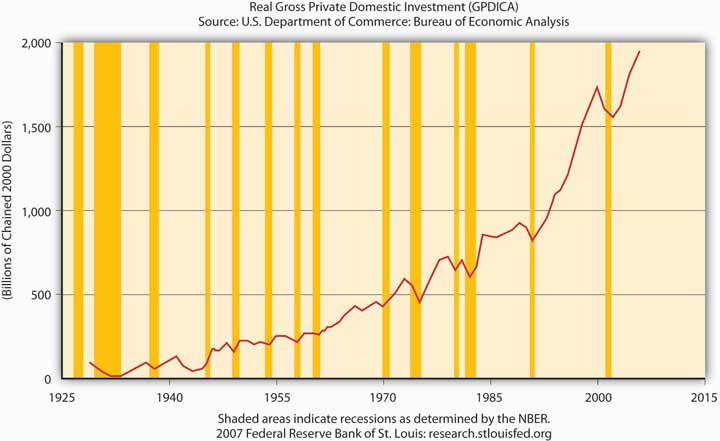 Real Gross Private Domestic Investment (GPDICA)
Source: U.S. Department of Commerce: Bureau of Economic Analysis
(Billions of Chained 2000 Dollars)
2,000
1,500
1,000
500
0
1925 1940 1955 1970 1985 2000 2015
Shaded areas indicate recessions as determined by the NBER.
2007 Federal Reserve Bank of St. Louis: research.stlouisfed.org